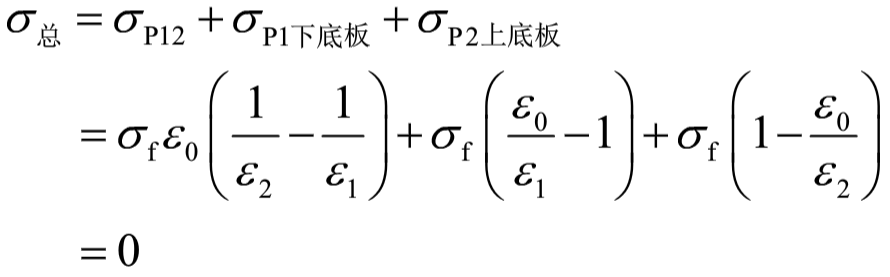 σ总 = σP12 + σP1下底板 + σP2上底板
= σfε0(1/ε2 − 1/ε1) + σf(ε0/ε1 − 1) + σf(1 − ε0/ε2)
= 0